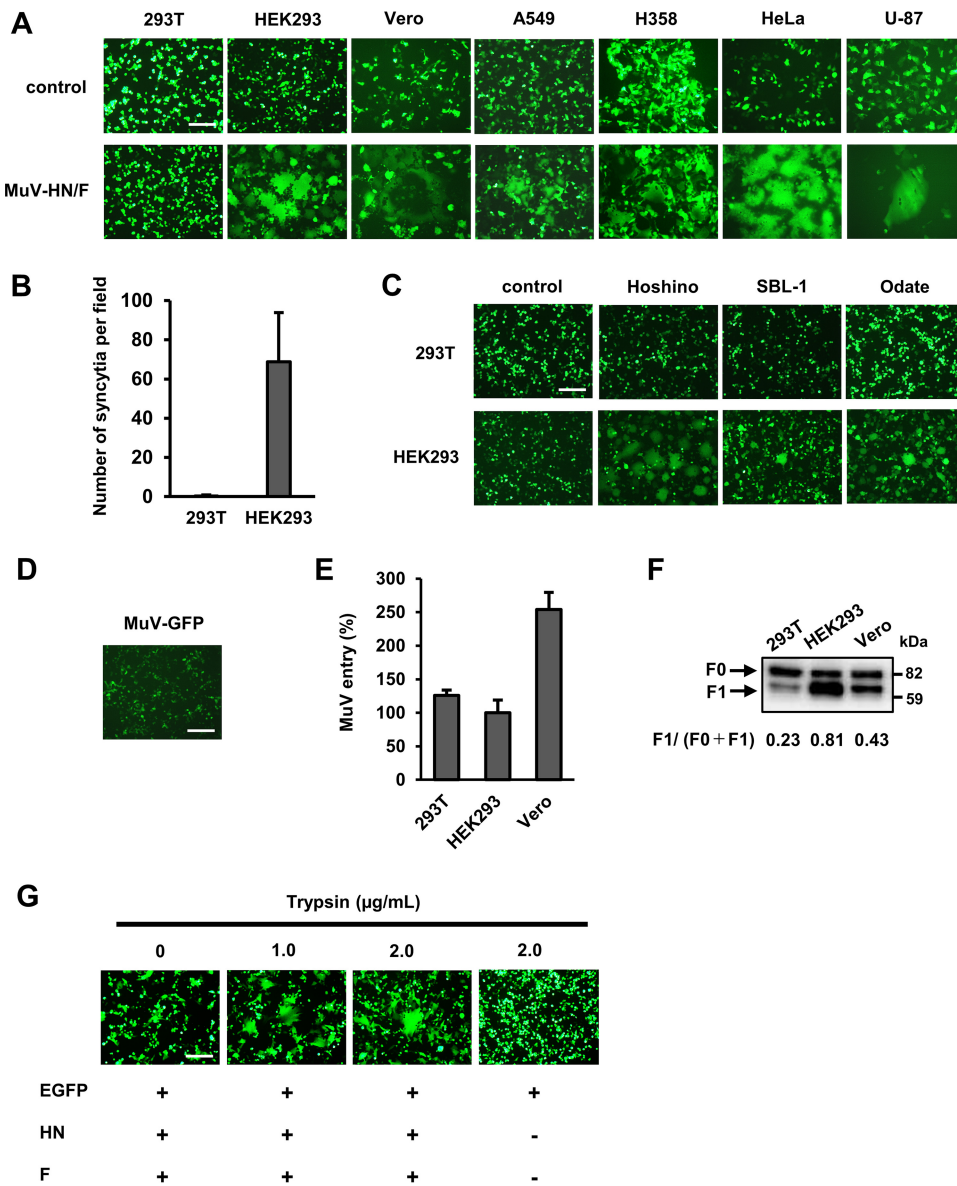 A
293T HEK293 Vero A549 H358 HeLa U-87
control
MuV-HN/F
B
Number of syncytia per field
100
80
60
40
20
0
293T HEK293
C
control Hoshino SBL-1 Odate
293T
HEK293
D
MuV-GFP
E
MuV entry (%)
300
250
200
150
100
50
0
293T HEK293 Vero
F
293T HEK293 Vero kDa
F0 82
F1 59
F1/ (F0+F1) 0.23 0.81 0.43
G
Trypsin (μg/mL)
0 1.0 2.0 2.0
EGFP + + + +
HN + + + -
F + + + -